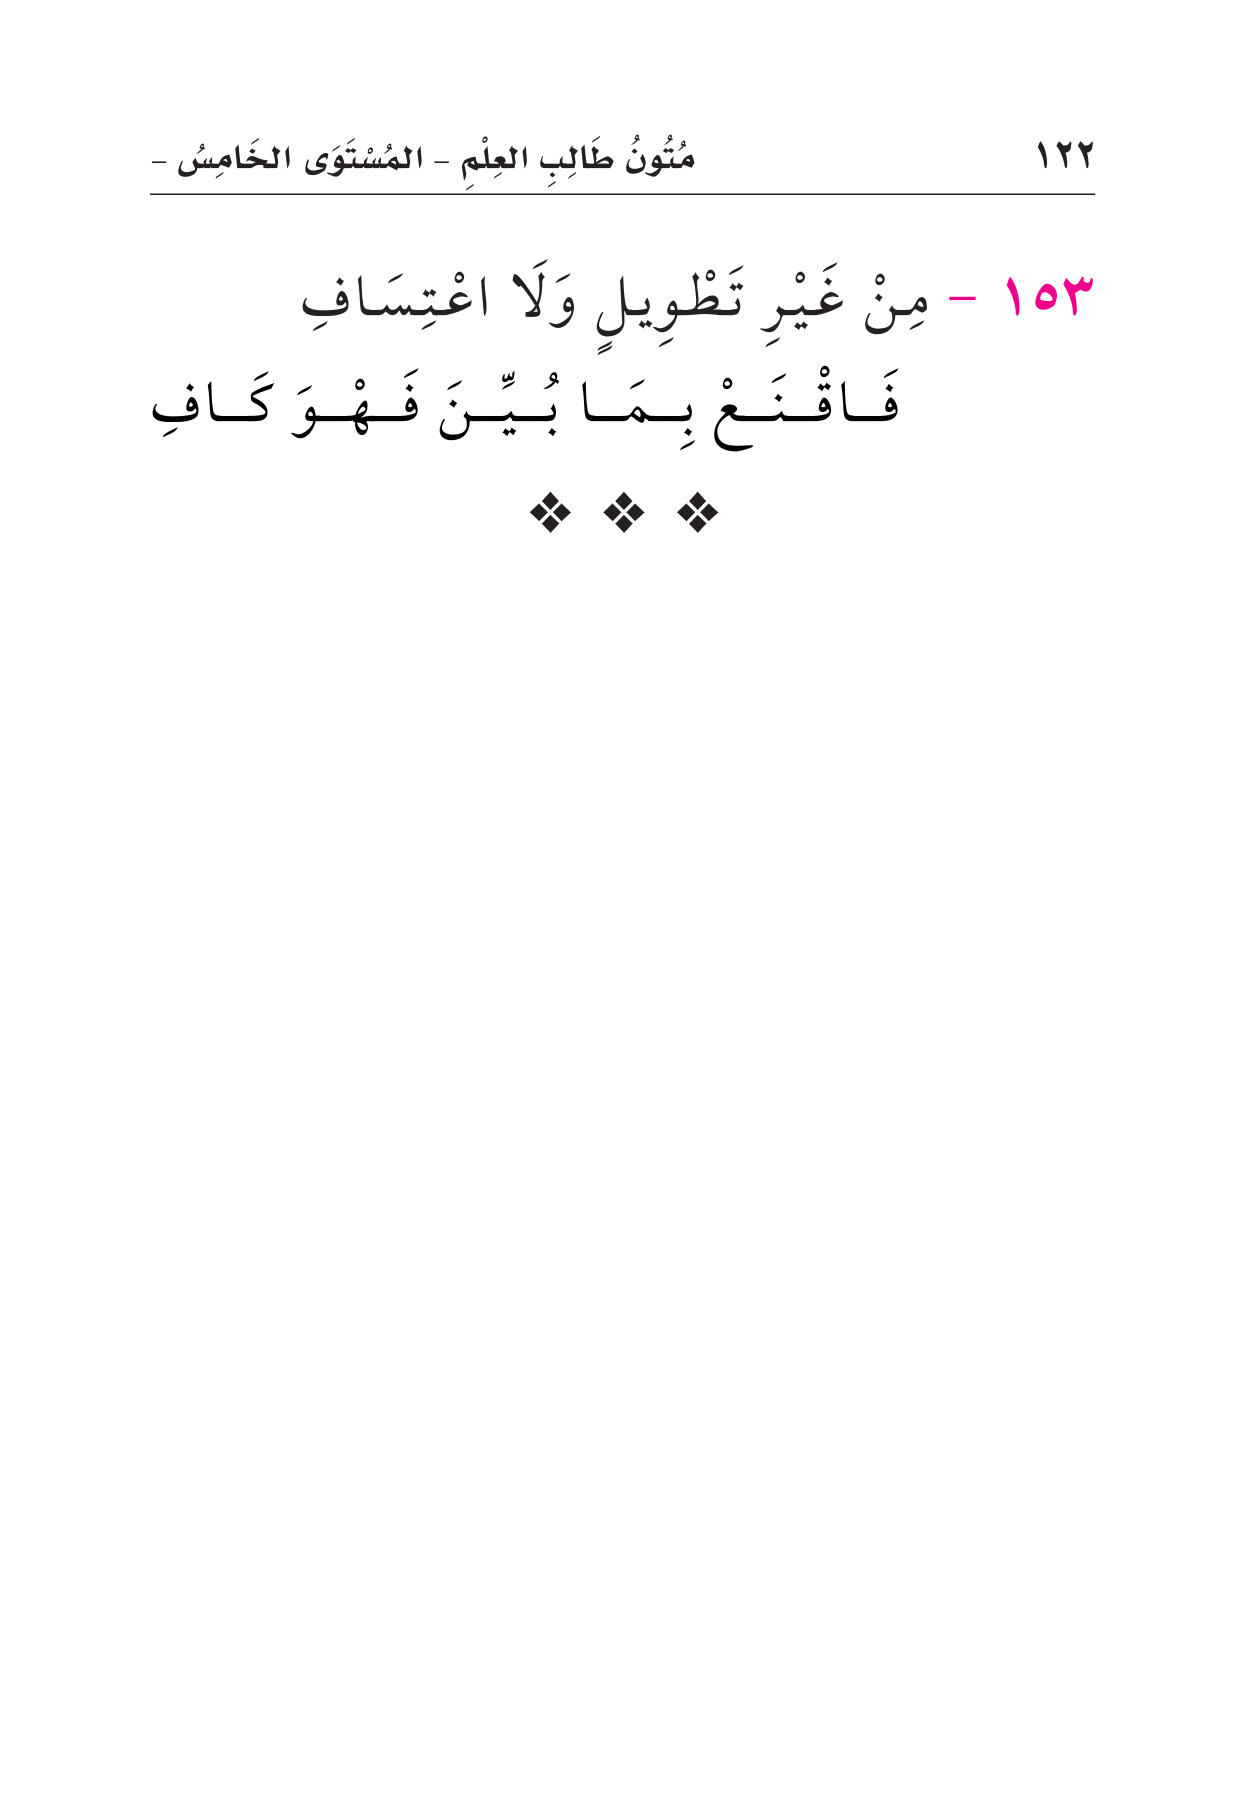 ١٢٢ مُتُونُ طَالِبِ العِلْمِ – المُسْتَوَى الخَامِسُ –
١٥٣ – مِنْ غَيْرِ تَطْوِيلٍ وَلَا اعْتِسَافِ
فَاقْنَعْ بِمَا بُيِّنَ فَهْوَ كَافِ